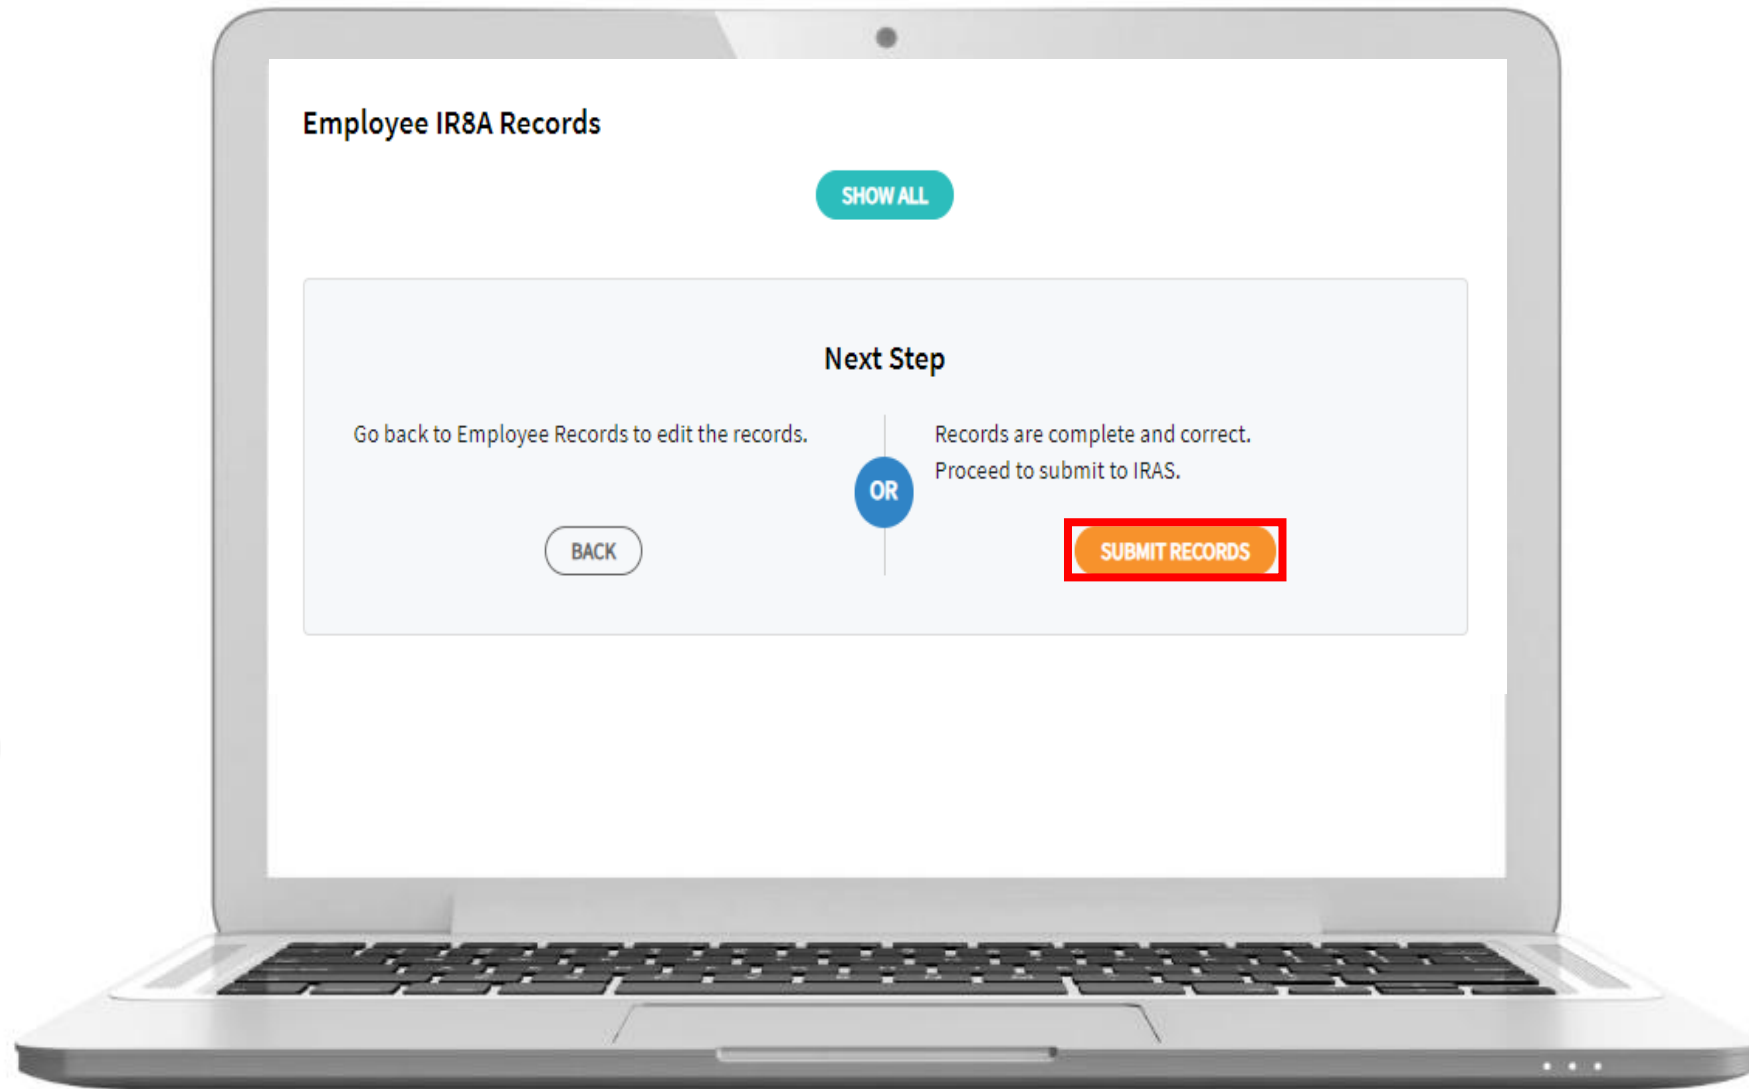 Employee IR8A Records
SHOW ALL
Next Step
Go back to Employee Records to edit the records.
BACK
OR
Records are complete and correct.
Proceed to submit to IRAS.
SUBMIT RECORDS